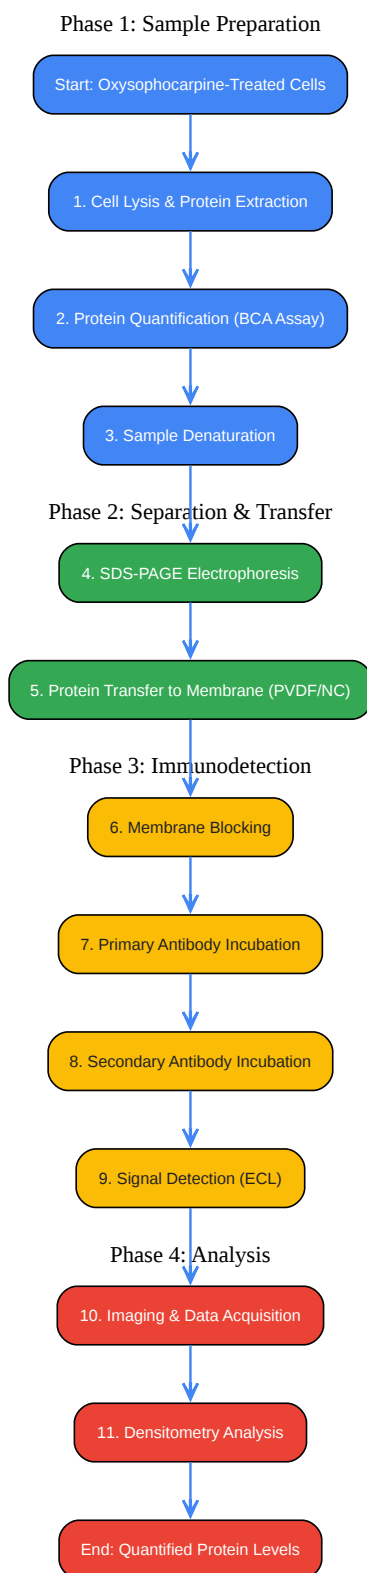 Phase 1: Sample Preparation
Start: Oxysophocarpine-Treated Cells
1. Cell Lysis & Protein Extraction
2. Protein Quantification (BCA Assay)
3. Sample Denaturation
Phase 2: Separation & Transfer
4. SDS-PAGE Electrophoresis
5. Protein Transfer to Membrane (PVDF/NC)
Phase 3: Immunodetection
6. Membrane Blocking
7. Primary Antibody Incubation
8. Secondary Antibody Incubation
9. Signal Detection (ECL)
Phase 4: Analysis
10. Imaging & Data Acquisition
11. Densitometry Analysis
End: Quantified Protein Levels